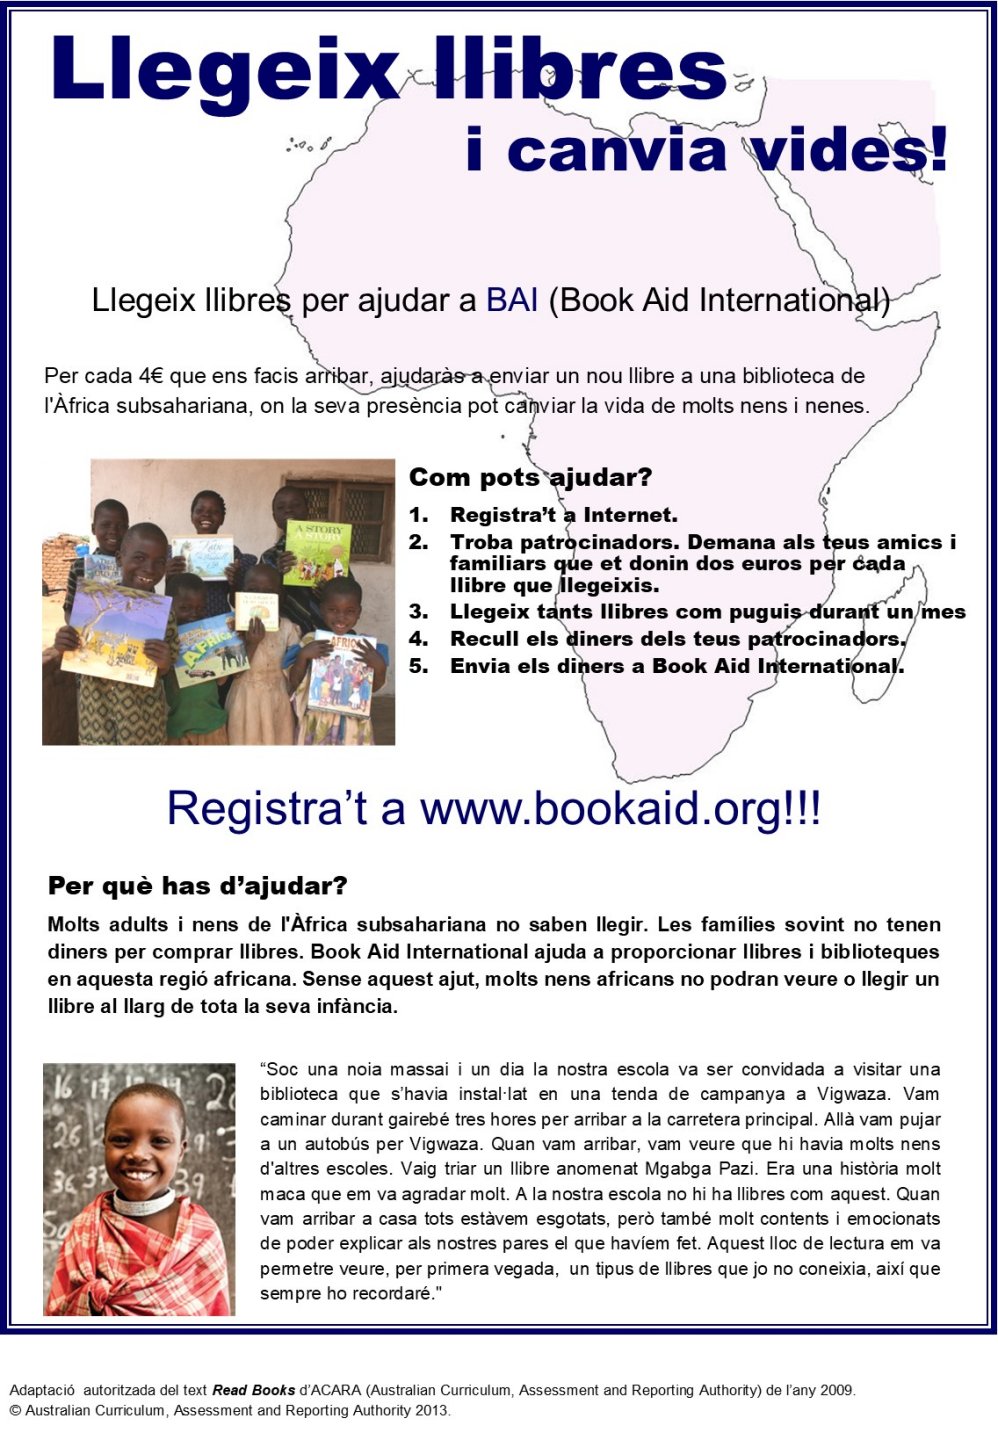 Llegeix llibres
i canvia vides!
Llegeix llibres per ajudar a BAI (Book Aid International)
Per cada 4€ que ens facis arribar, ajudaràs a enviar un nou llibre a una biblioteca de
l'Àfrica subsahariana, on la seva presència pot canviar la vida de molts nens i nenes.
Com pots ajudar?
1. Registra’t a Internet.
2. Troba patrocinadors. Demana als teus amics i
familiars que et donin dos euros per cada
llibre que llegeixis.
3. Llegeix tants llibres com puguis durant un mes
4. Recull els diners dels teus patrocinadors.
5. Envia els diners a Book Aid International.
A STORY
A STORY
AFRICA
AFRICA
Registra’t a www.bookaid.org!!!
Per què has d’ajudar?
Molts adults i nens de l'Àfrica subsahariana no saben llegir. Les famílies sovint no tenen
diners per comprar llibres. Book Aid International ajuda a proporcionar llibres i biblioteques
en aquesta regió africana. Sense aquest ajut, molts nens africans no podran veure o llegir un
llibre al llarg de tota la seva infància.
16 17 19
26
36 37 39
“Soc una noia massai i un dia la nostra escola va ser convidada a visitar una
biblioteca que s’havia instal·lat en una tenda de campanya a Vigwaza. Vam
caminar durant gairebé tres hores per arribar a la carretera principal. Allà vam pujar
a un autobús per Vigwaza. Quan vam arribar, vam veure que hi havia molts nens
d'altres escoles. Vaig triar un llibre anomenat Mgabga Pazi. Era una història molt
maca que em va agradar molt. A la nostra escola no hi ha llibres com aquest. Quan
vam arribar a casa tots estàvem esgotats, però també molt contents i emocionats
de poder explicar als nostres pares el que havíem fet. Aquest lloc de lectura em va
permetre veure, per primera vegada, un tipus de llibres que jo no coneixia, així que
sempre ho recordaré."
Adaptació autoritzada del text Read Books d’ACARA (Australian Curriculum, Assessment and Reporting Authority) de l’any 2009.
© Australian Curriculum, Assessment and Reporting Authority 2013.